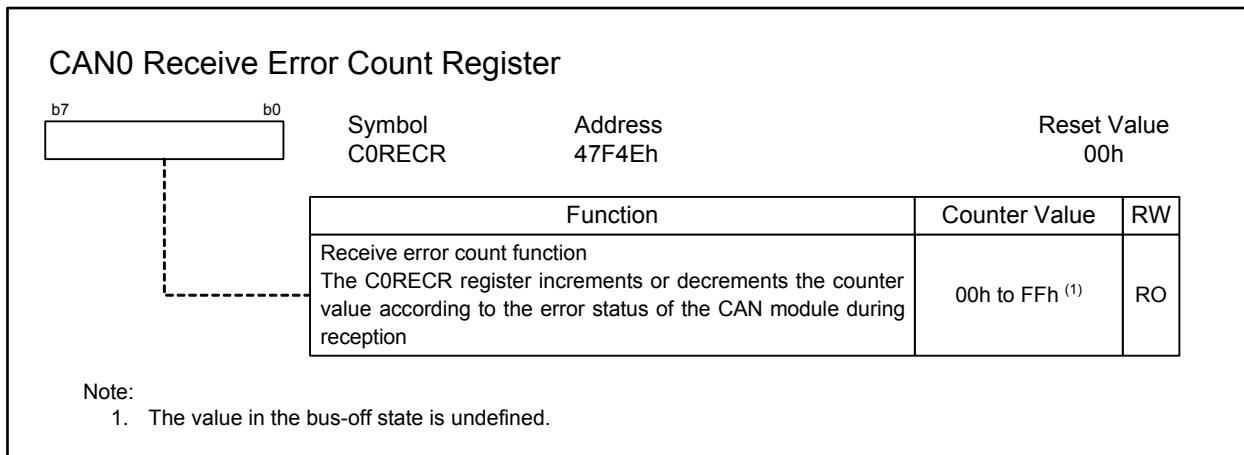 CAN0 Receive Error Count Register
b7 b0
Symbol Address Reset Value
C0RECR 47F4Eh 00h
Function Counter Value RW
Receive error count function
The C0RECR register increments or decrements the counter
value according to the error status of the CAN module during
reception
00h to FFh (1) RO
Note:
1. The value in the bus-off state is undefined.